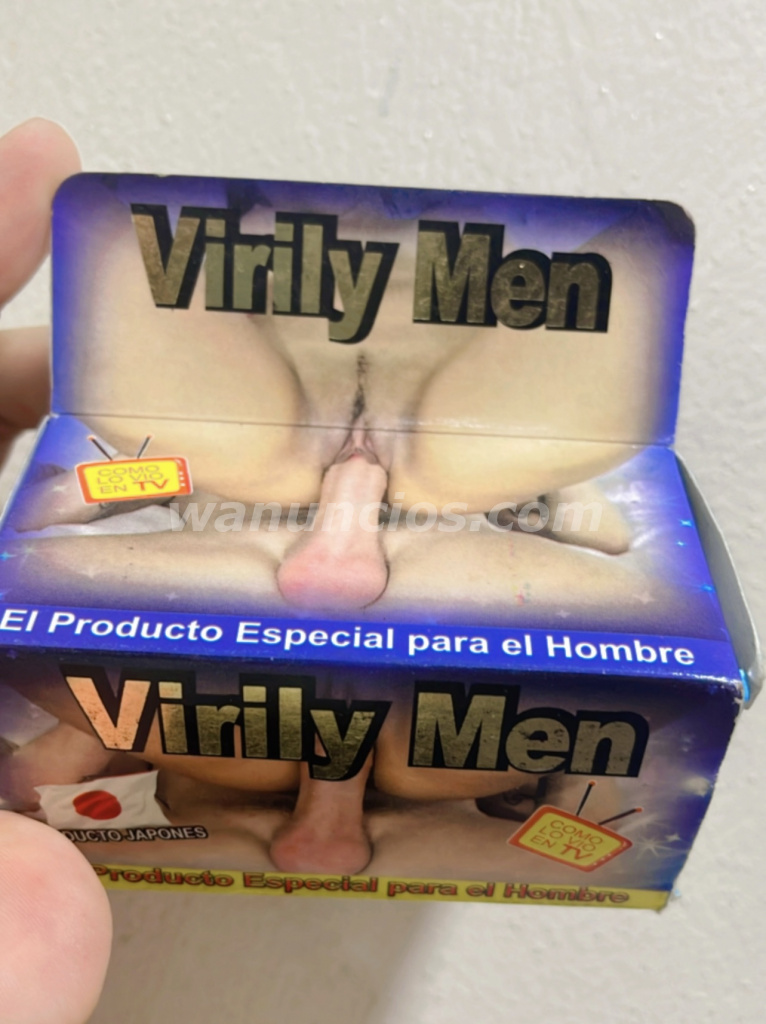 Virily Men
COMO
LO VIO
EN TV
wanuncios.com
El Producto Especial para el Hombre
Virily Men
DUCTO JAPONES
COMO
LO VIO
EN TV
Producto Especial para el Hombre